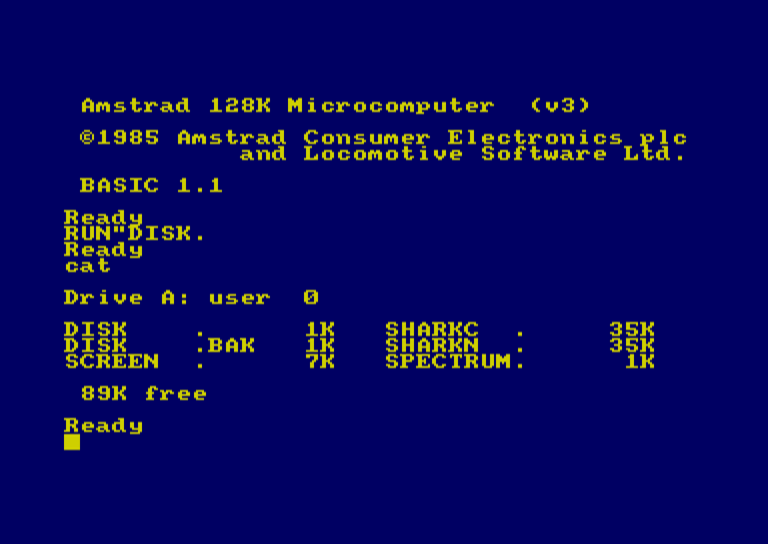 Amstrad 128K Microcomputer  (v3)
©1985 Amstrad Consumer Electronics plc
and Locomotive Software Ltd.
BASIC 1.1
Ready
RUN"DISK.
Ready
cat
Drive A: user  0
DISK    .       1K   SHARKC  .      35K
DISK    .BAK    1K   SHARKN  .      35K
SCREEN  .       7K   SPECTRUM.       1K
89K free
Ready